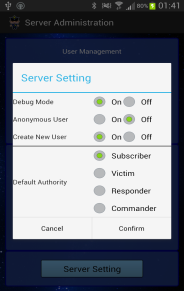 80% 01:41
Server Administration
User Management
Server Setting
Debug Mode On Off
Anonymous User On Off
Create New User On Off
Default Authority
Subscriber
Victim
Responder
Commander
Cancel Confirm
Server Setting